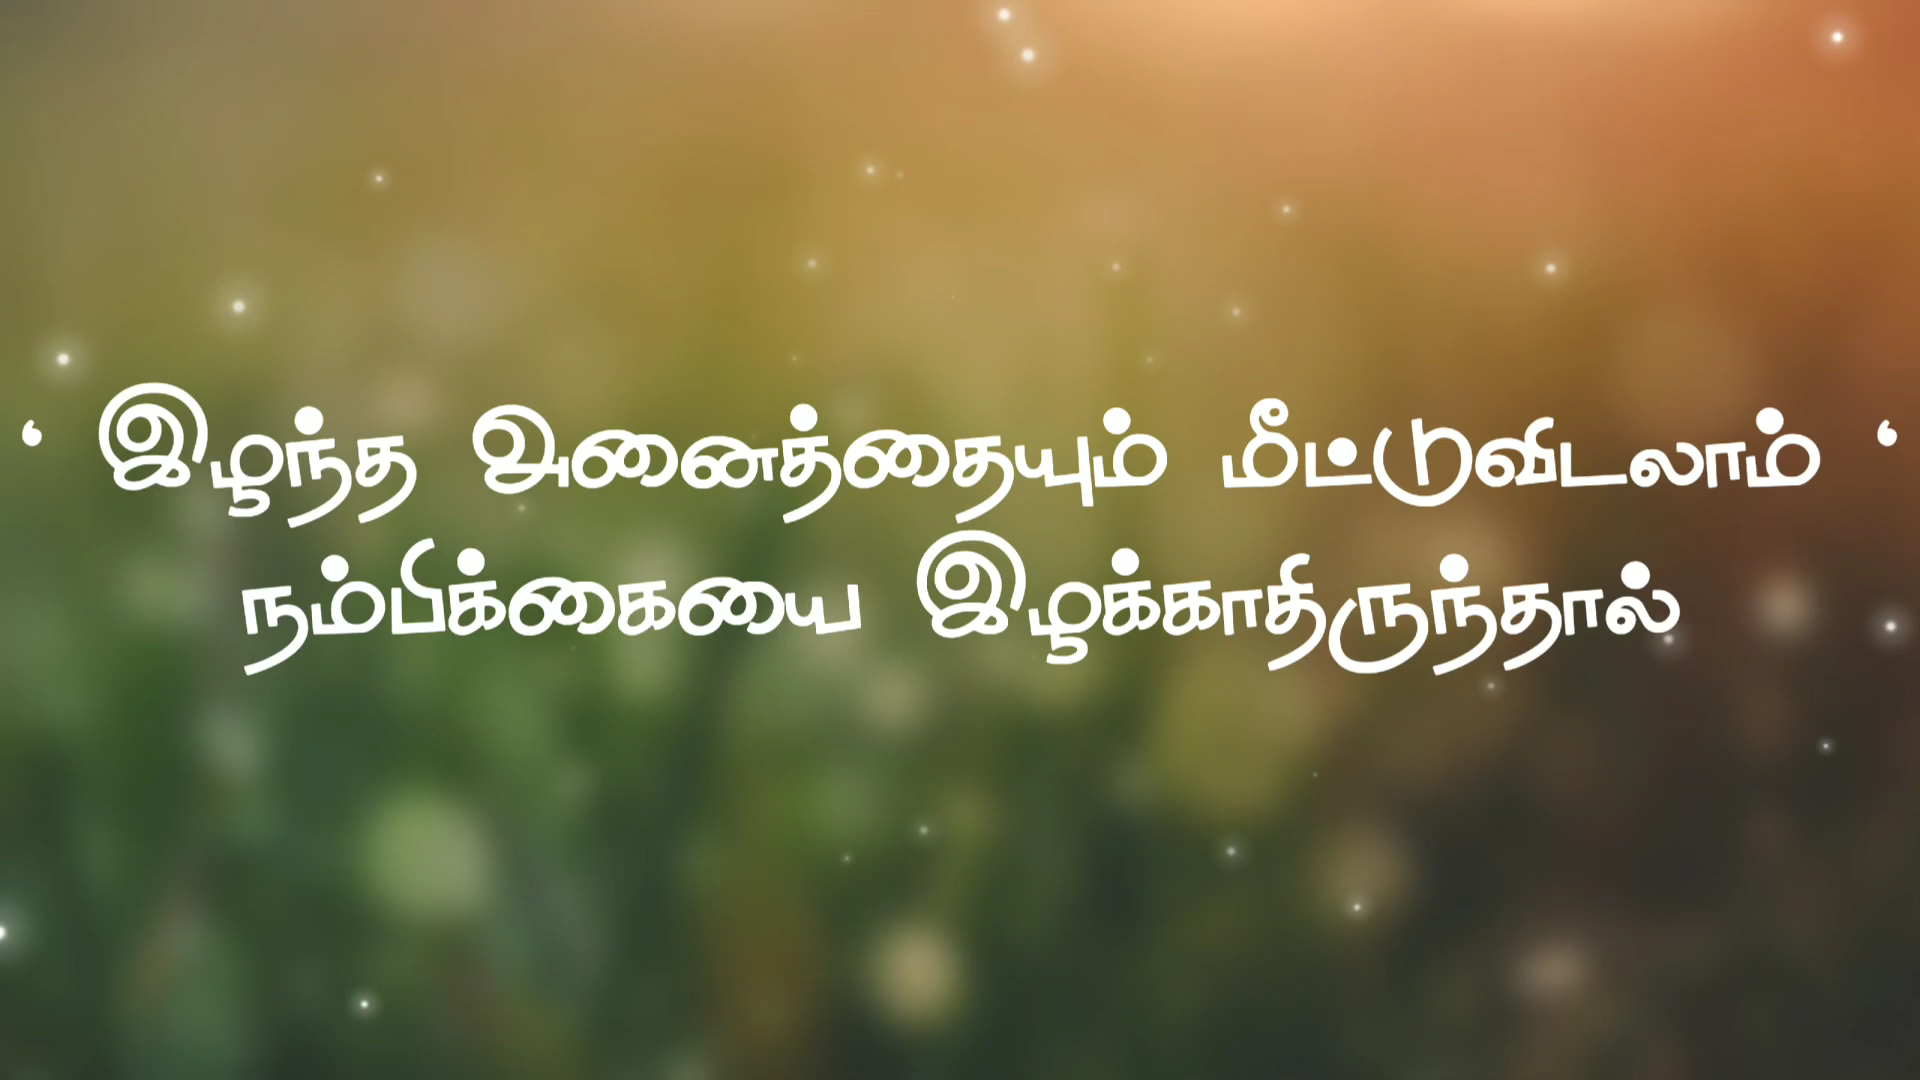 ‘ இழந்த அனைத்தையும் மீட்டுவிடலாம் ‘
நம்பிக்கையை இழக்காதிருந்தால்